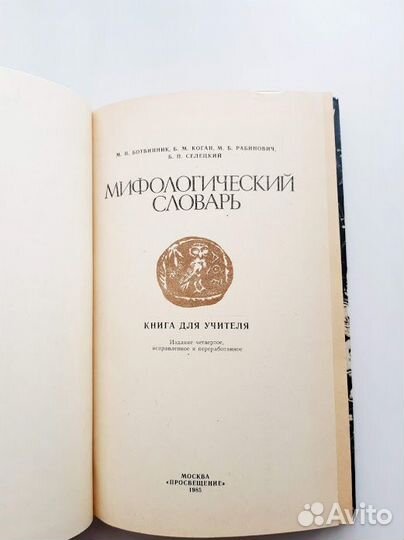 М. Н. БОТВИННИК, Б. М. КОГАН, М. Б. РАБИНОВИЧ,
Б. П. СЕЛЕЦКИЙ
МИФОЛОГИЧЕСКИЙ
СЛОВАРЬ
КНИГА ДЛЯ УЧИТЕЛЯ
Издание четвертое,
исправленное и переработанное
МОСКВА
«ПРОСВЕЩЕНИЕ»
1985
Avito